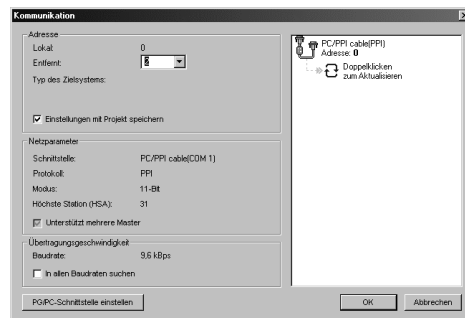 Kommunikation
Adresse
Lokal: 0
Entfernt: 2
Typ des Zielsystems:
Einstellungen mit Projekt speichern
Netzparameter
Schnittstelle: PC/PPI cable(COM 1)
Protokoll: PPI
Modus: 11-Bit
Höchste Station (HSA): 31
Unterstützt mehrere Master
Übertragungsgeschwindigkeit
Baudrate: 9,6 kBps
In allen Baudraten suchen
PG/PC-Schnittstelle einstellen
PC/PPI cable(PPI)
Adresse: 0
Doppelklicken
zum Aktualisieren
OK Abbrechen